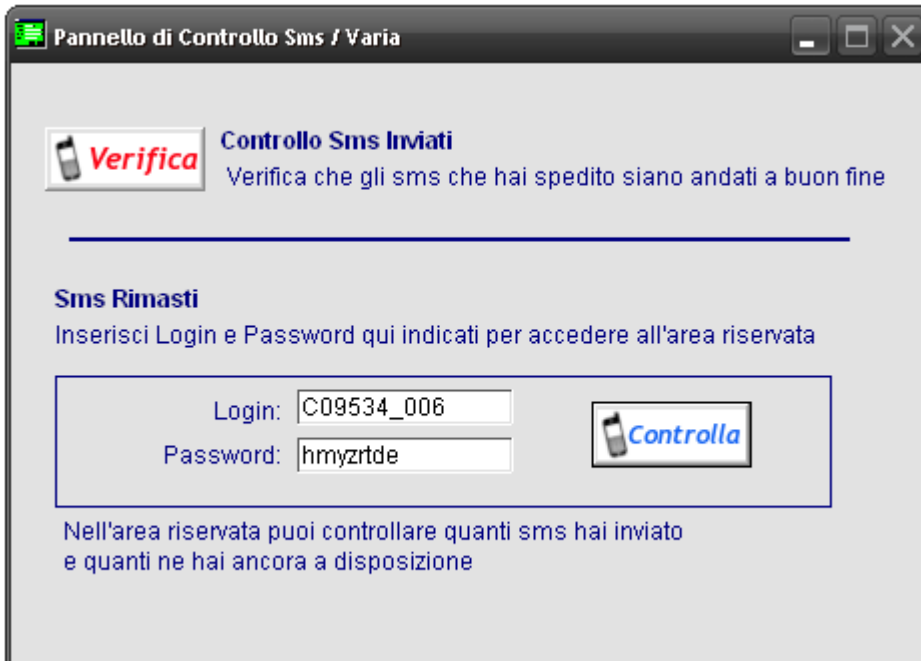 Pannello di Controllo Sms / Varia
Verifica
Controllo Sms Inviati
Verifica che gli sms che hai spedito siano andati a buon fine
Sms Rimasti
Inserisci Login e Password qui indicati per accedere all'area riservata
Login: C09534_006
Password: hmyzrtde
Controlla
Nell'area riservata puoi controllare quanti sms hai inviato
e quanti ne hai ancora a disposizione